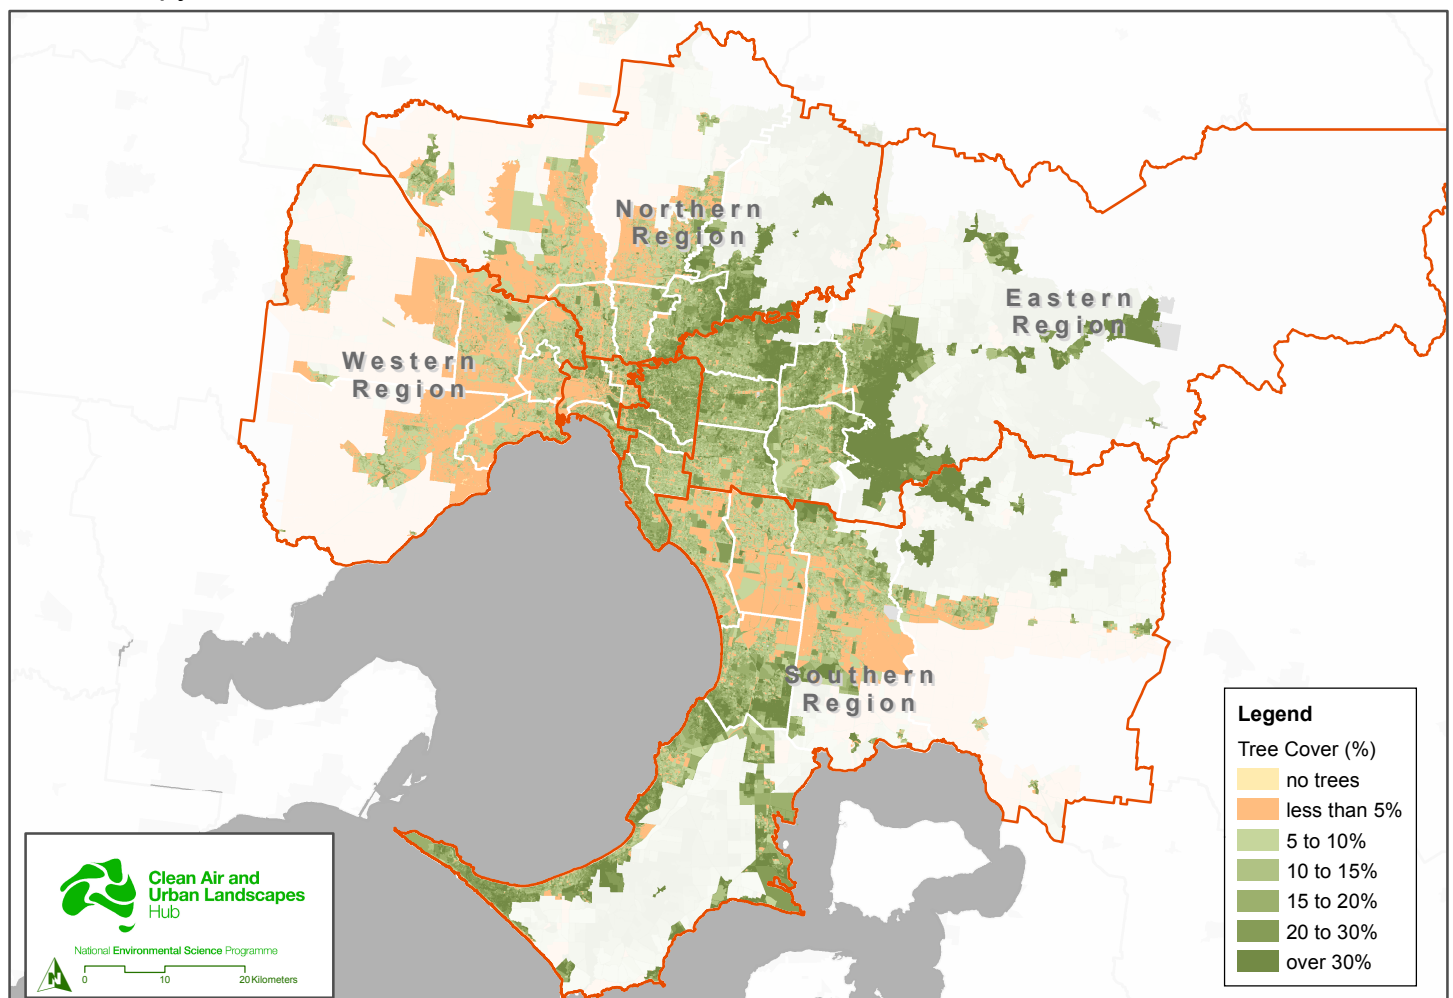 Northern
Region
Eastern
Region
Western
Region
Southern
Region
Legend
Tree Cover (%)
no trees
less than 5%
5 to 10%
10 to 15%
15 to 20%
20 to 30%
over 30%
Clean Air and
Urban Landscapes
Hub
National Environmental Science Programme
N
0 10 20 Kilometers